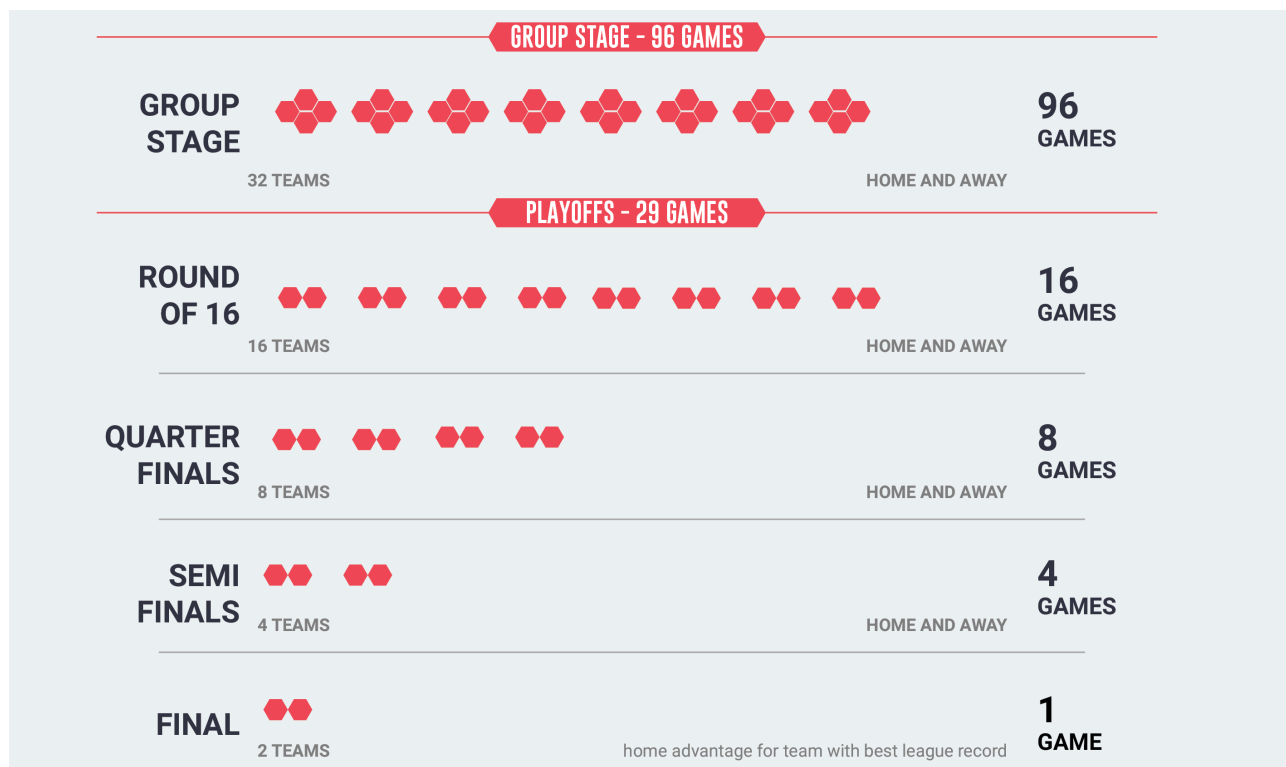 GROUP STAGE - 96 GAMES
GROUP
STAGE
96
GAMES
32 TEAMS
HOME AND AWAY
PLAYOFFS - 29 GAMES
ROUND
OF 16
16
GAMES
16 TEAMS
HOME AND AWAY
QUARTER
FINALS
8
GAMES
8 TEAMS
HOME AND AWAY
SEMI
FINALS
4
GAMES
4 TEAMS
HOME AND AWAY
FINAL
1
GAME
2 TEAMS
home advantage for team with best league record